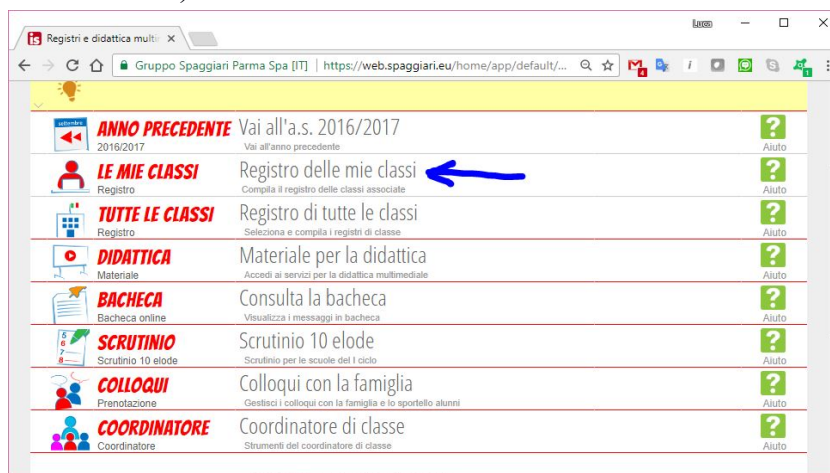 Luca
Registri e didattica multi
Gruppo Spaggiari Parma Spa [IT] | https://web.spaggiari.eu/home/app/default/...
settembre
ANNO PRECEDENTE Vai all'a.s. 2016/2017
2016/2017 Vai all'anno precedente Aiuto
LE MIE CLASSI Registro delle mie classi
Registro Compila il registro delle classi associate Aiuto
TUTTE LE CLASSI Registro di tutte le classi
Registro Seleziona e compila i registri di classe Aiuto
DIDATTICA Materiale per la didattica
Materiale Accedi ai servizi per la didattica multimediale Aiuto
BACHECA Consulta la bacheca
Bacheca online Visualizza i messaggi in bacheca Aiuto
SCRUTINIO Scrutinio 10 elode
Scrutinio 10 elode Scrutinio per le scuole del I ciclo Aiuto
COLLOQUI Colloqui con la famiglia
Prenotazione Gestisci i colloqui con la famiglia e lo sportello alunni Aiuto
COORDINATORE Coordinatore di classe
Coordinatore Strumenti del coordinatore di classe Aiuto